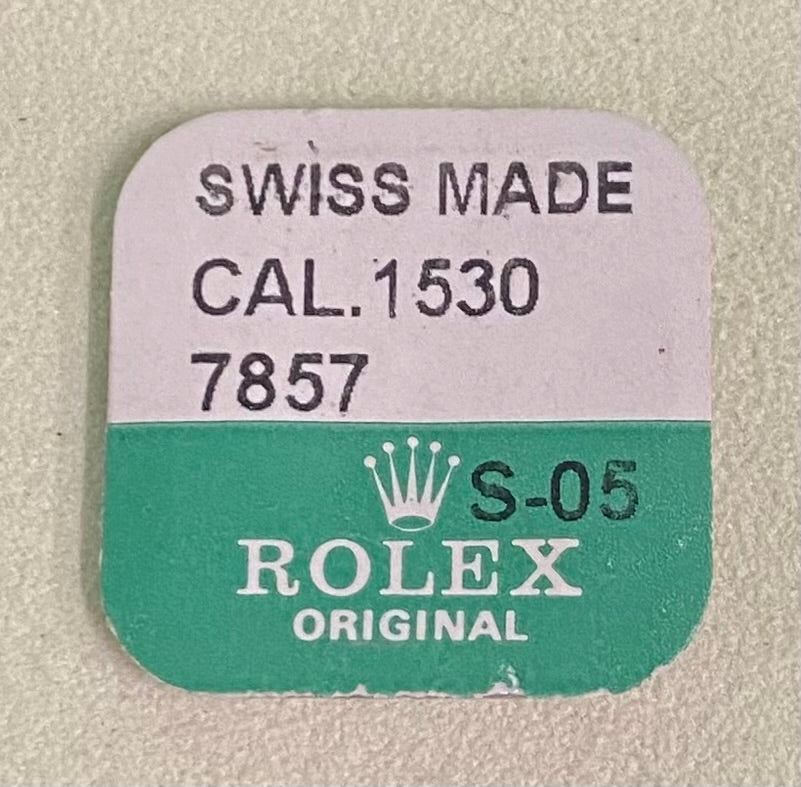 SWISS MADE
CAL.1530
7857
S-05
ROLEX
ORIGINAL